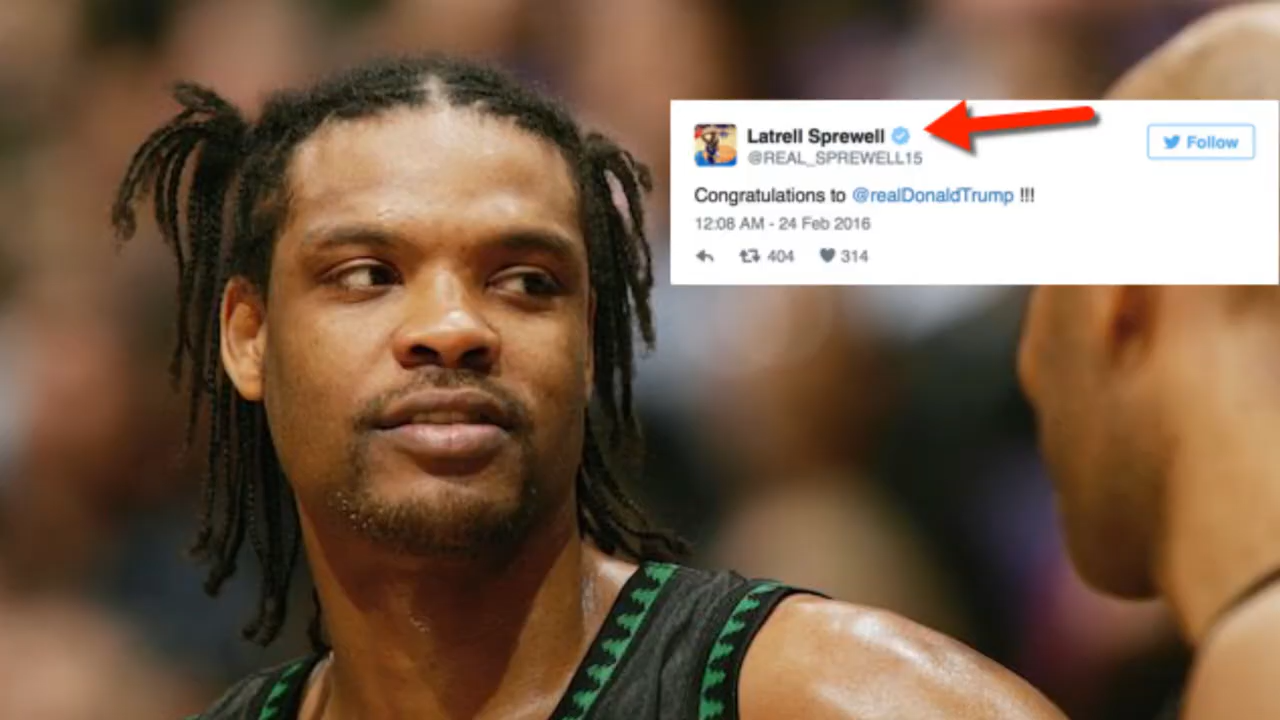 Latrell Sprewell
Follow
@REAL_SPREWELL15
Congratulations to @realDonaldTrump !!!
12:08 AM - 24 Feb 2016
404 314